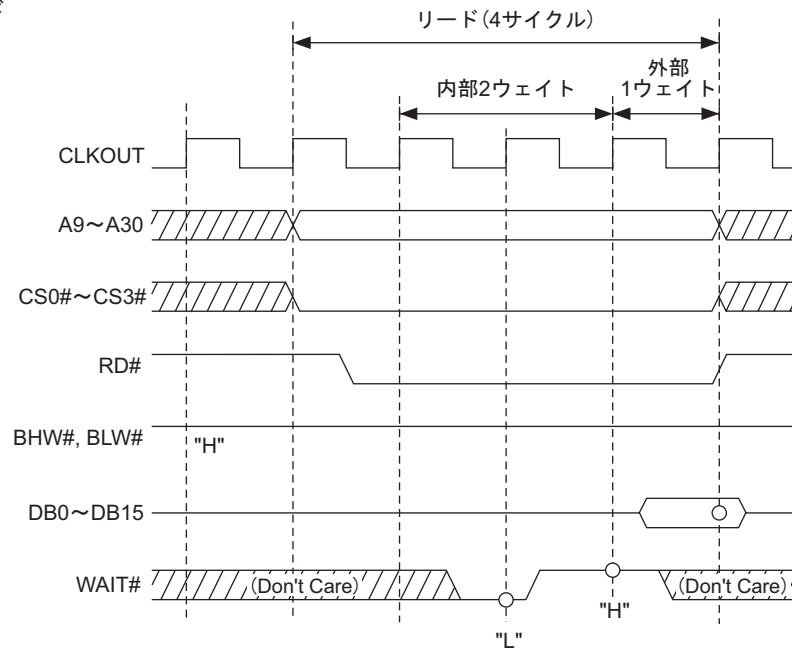 リード(4サイクル)
内部2ウェイト
外部
1ウェイト
CLKOUT
A9～A30
CS0#～CS3#
RD#
BHW#, BLW#
"H"
DB0～DB15
WAIT#
(Don't Care)
(Don't Care)
"L"
"H"